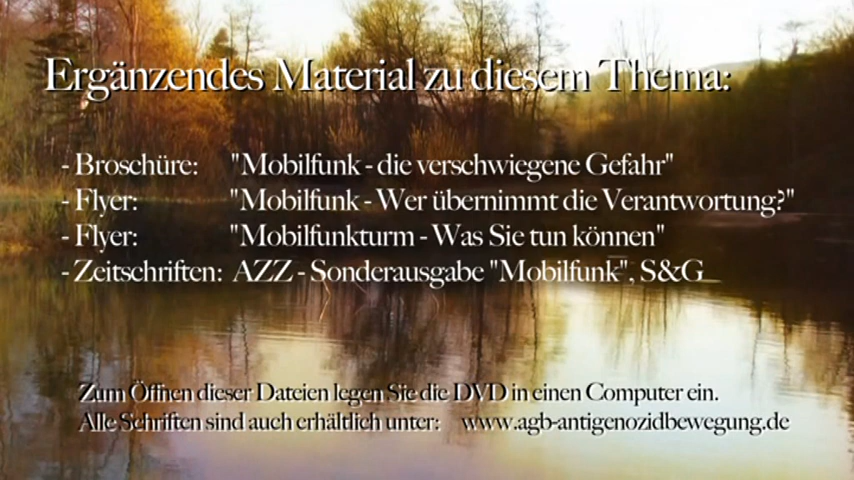 Ergänzendes Material zu diesem Thema:
- Broschüre: "Mobilfunk - die verschwiegene Gefahr"
- Flyer: "Mobilfunk - Wer übernimmt die Verantwortung?"
- Flyer: "Mobilfunkturm - Was Sie tun können"
- Zeitschriften: AZZ - Sonderausgabe "Mobilfunk", S&G
Zum Öffnen dieser Dateien legen Sie die DVD in einen Computer ein.
Alle Schriften sind auch erhältlich unter: www.agb-antigenozidbewegung.de